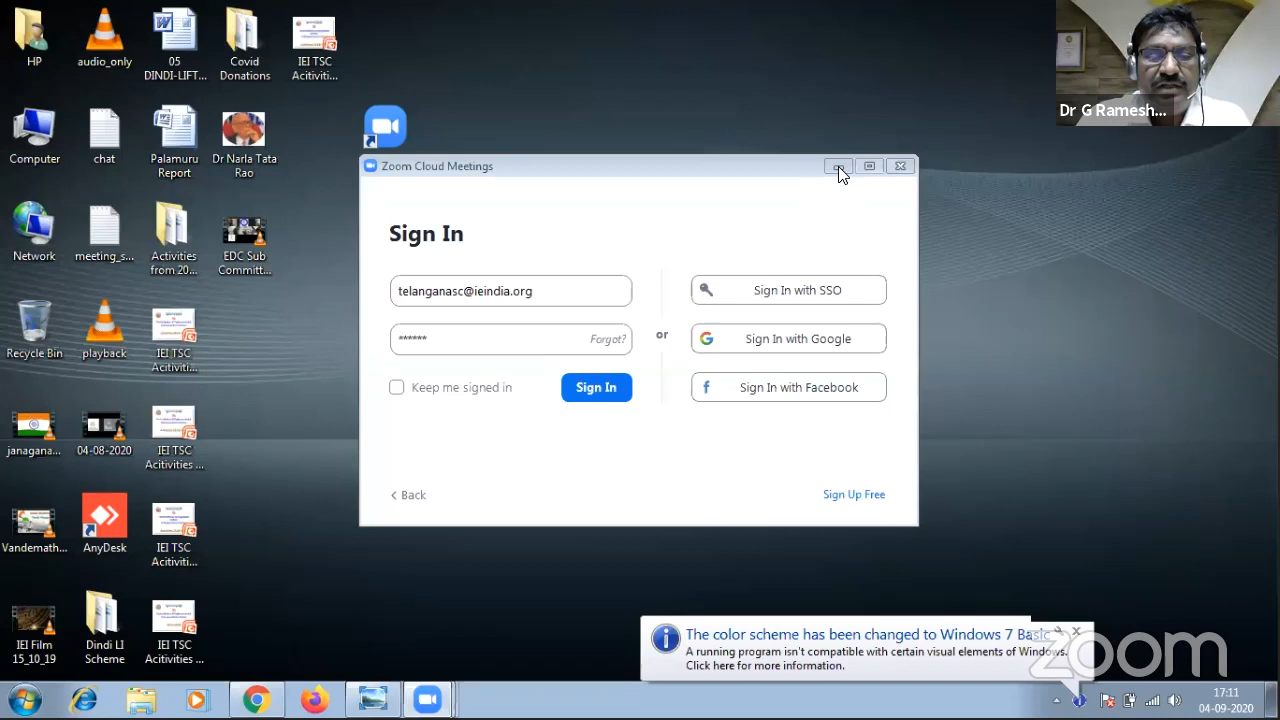 HP
audio_only
05
DINDI-LIFT...
Covid
Donations
IEI TSC
Acitiviti...
Dr G Ramesh...
Computer
chat
Palamuru
Report
Dr Narla Tata
Rao
Zoom Cloud Meetings
Sign In
Network
meeting_s...
Activities
from 20...
EDC Sub
Committ...
telanganasc@ieindia.org
Sign In with SSO
******
Forgot?
or
Sign In with Google
Recycle Bin
playback
IEI TSC
Acitiviti...
Keep me signed in
Sign In
Sign In with Facebook
janagana...
04-08-2020
IEI TSC
Acitivities ...
Back
Sign Up Free
Vandemath...
AnyDesk
IEI TSC
Acitiviti...
IEI Film
15_10_19
Dindi LI
Scheme
IEI TSC
Acitivities ...
The color scheme has been changed to Windows 7 Basic
A running program isn't compatible with certain visual elements of Windows.
Click here for more information.
zoom
17:11
04-09-2020